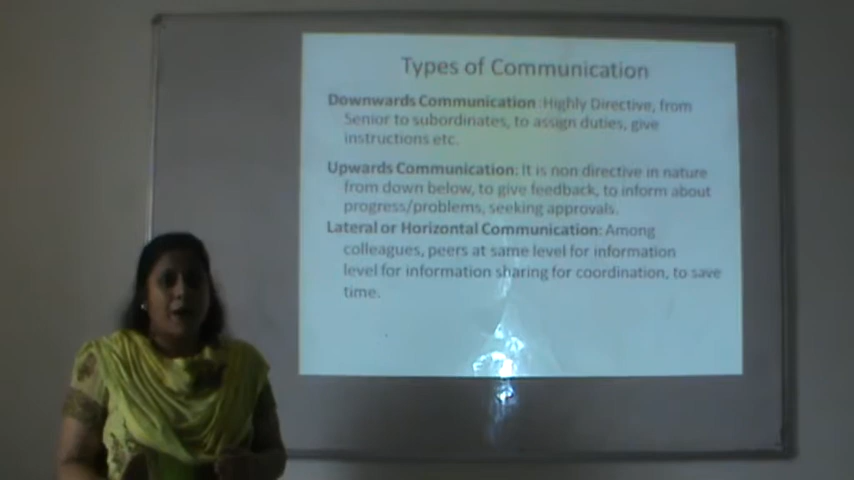 Types of Communication
Downwards Communication : Highly Directive, from
Senior to subordinates, to assign duties, give
instructions etc.
Upwards Communication: It is non directive in nature
from down below, to give feedback, to inform about
progress/problems, seeking approvals.
Lateral or Horizontal Communication: Among
colleagues, peers at same level for information
level for information sharing for coordination, to save
time.